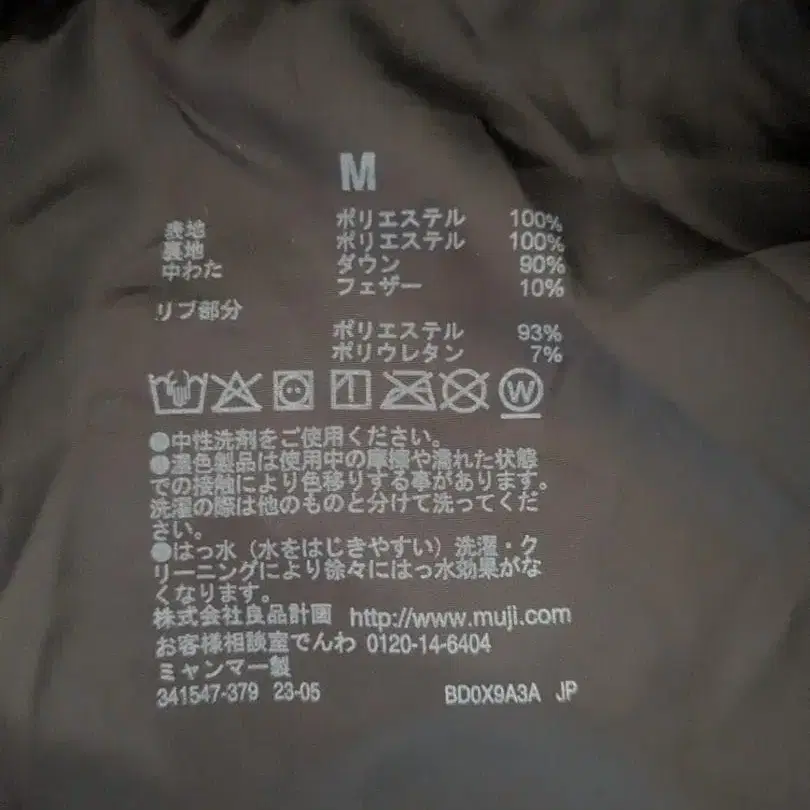 M
表地 ポリエステル 100%
裏地 ポリエステル 100%
中わた ダウン 90%
フェザー 10%
リブ部分
ポリエステル 93%
ポリウレタン 7%
W
●中性洗剤をご使用ください。
●濃色製品は使用中の摩擦や濡れた状態
での接触により色移りする事があります。
洗濯の際は他のものと分けて洗ってくだ
さい。
●はっ水（水をはじきやすい）洗濯・ク
リーニングにより徐々にはっ水効果がな
くなります。
株式会社良品計画 http://www.muji.com
お客様相談室でんわ 0120-14-6404
ミャンマー製
341547-379 23-05 BD0X9A3A JP